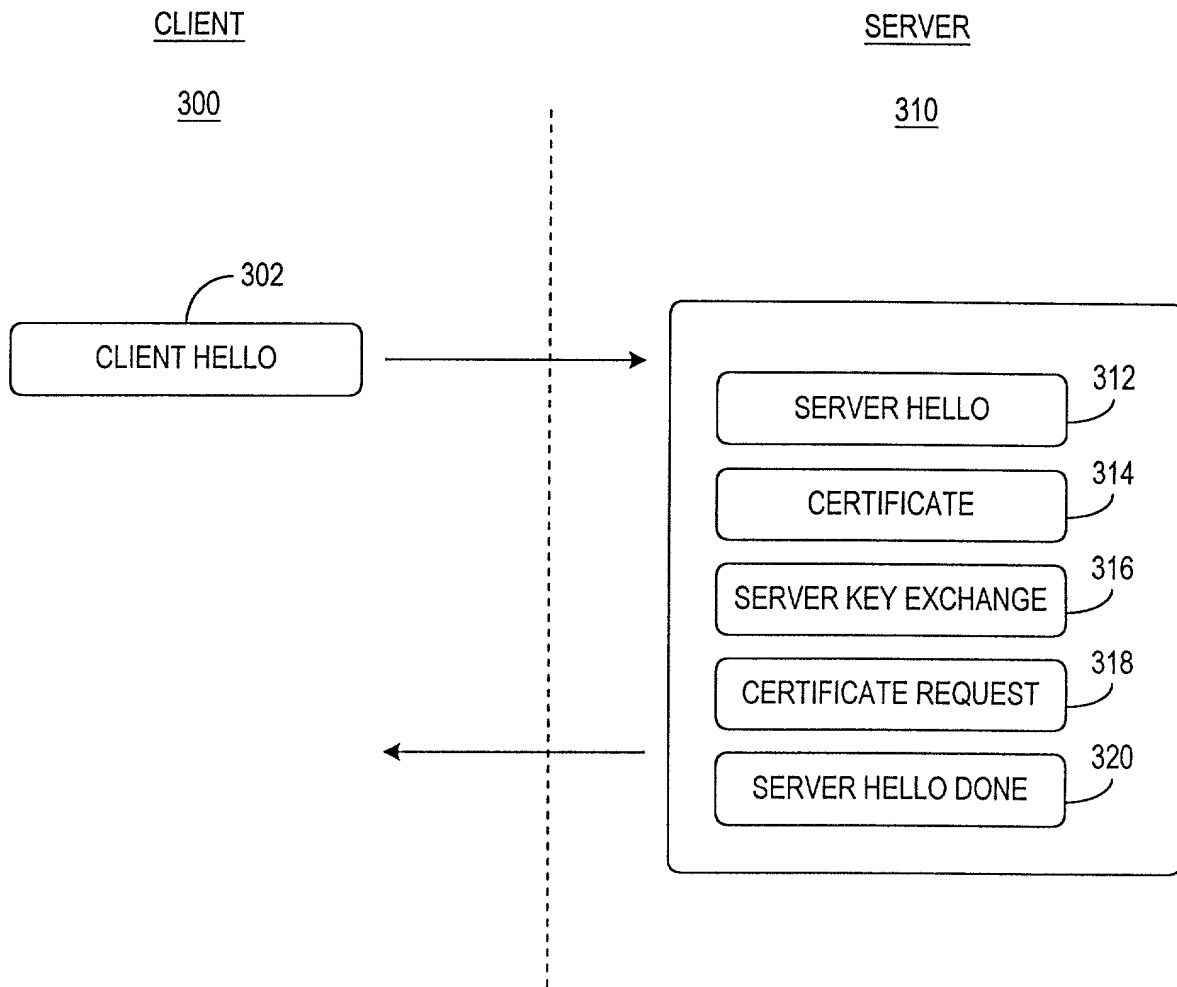 CLIENT
SERVER
300
310
302
CLIENT HELLO
312
SERVER HELLO
314
CERTIFICATE
316
SERVER KEY EXCHANGE
318
CERTIFICATE REQUEST
320
SERVER HELLO DONE